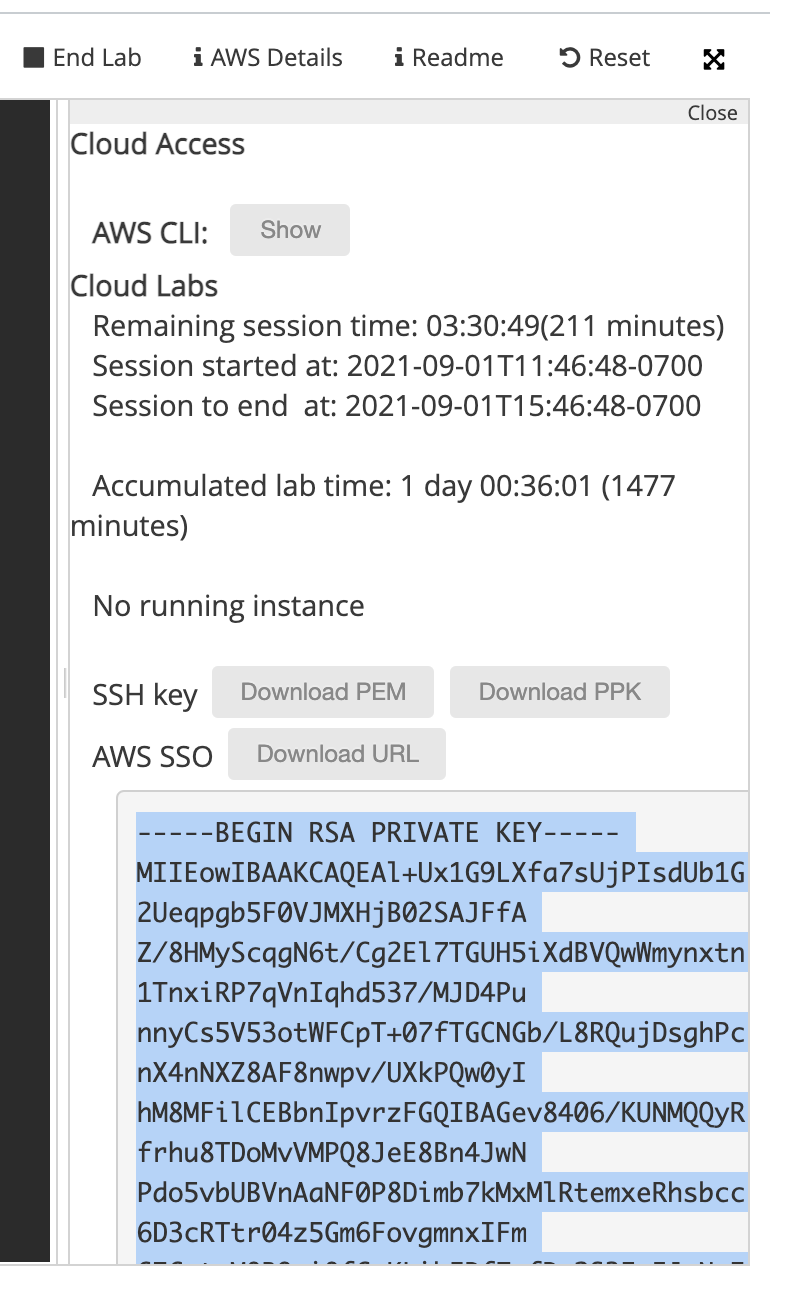 End Lab
AWS Details
Readme
Reset
Close
Cloud Access
AWS CLI: Show
Cloud Labs
Remaining session time: 03:30:49(211 minutes)
Session started at: 2021-09-01T11:46:48-0700
Session to end at: 2021-09-01T15:46:48-0700
Accumulated lab time: 1 day 00:36:01 (1477
minutes)
No running instance
SSH key Download PEM Download PPK
AWS SSO Download URL
-----BEGIN RSA PRIVATE KEY-----
MIIEowIBAAKCAQEAl+Ux1G9LXfa7sUjPIsdUb1G
2Ueqpgb5F0VJMXHjB02SAJFfA
Z/8HMyScqgN6t/Cg2El7TGUH5iXdBVQwWmynxtn
1TnxiRP7qVnIqhd537/MJD4Pu
nnyCs5V53otWFCpT+07fTGCNGb/L8RQujDsghPc
nX4nNXZ8AF8nwpv/UXkPQw0yI
hM8MFilCEBbnIpvrzFGQIBAGev8406/KUNMQQyR
frhu8TDoMvVMPQ8JeE8Bn4JwN
Pdo5vbUBVnAaNF0P8Dimb7kMxMlRtemxeRhsbcc
6D3cRTtr04z5Gm6FovgmnxIFm